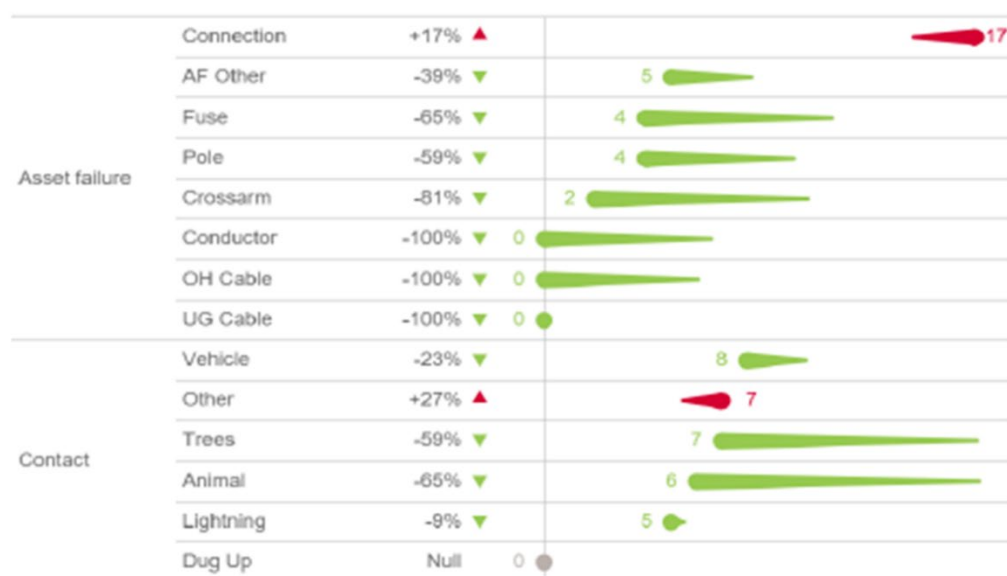 Connection +17% ▲ 17
AF Other -39% ▼ 5
Fuse -65% ▼ 4
Pole -59% ▼ 4
Asset failure
Crossarm -81% ▼ 2
Conductor -100% ▼ 0
OH Cable -100% ▼ 0
UG Cable -100% ▼ 0
Vehicle -23% ▼ 8
Other +27% ▲ 7
Trees -59% ▼ 7
Contact
Animal -65% ▼ 6
Lightning -9% ▼ 5
Dug Up Null 0